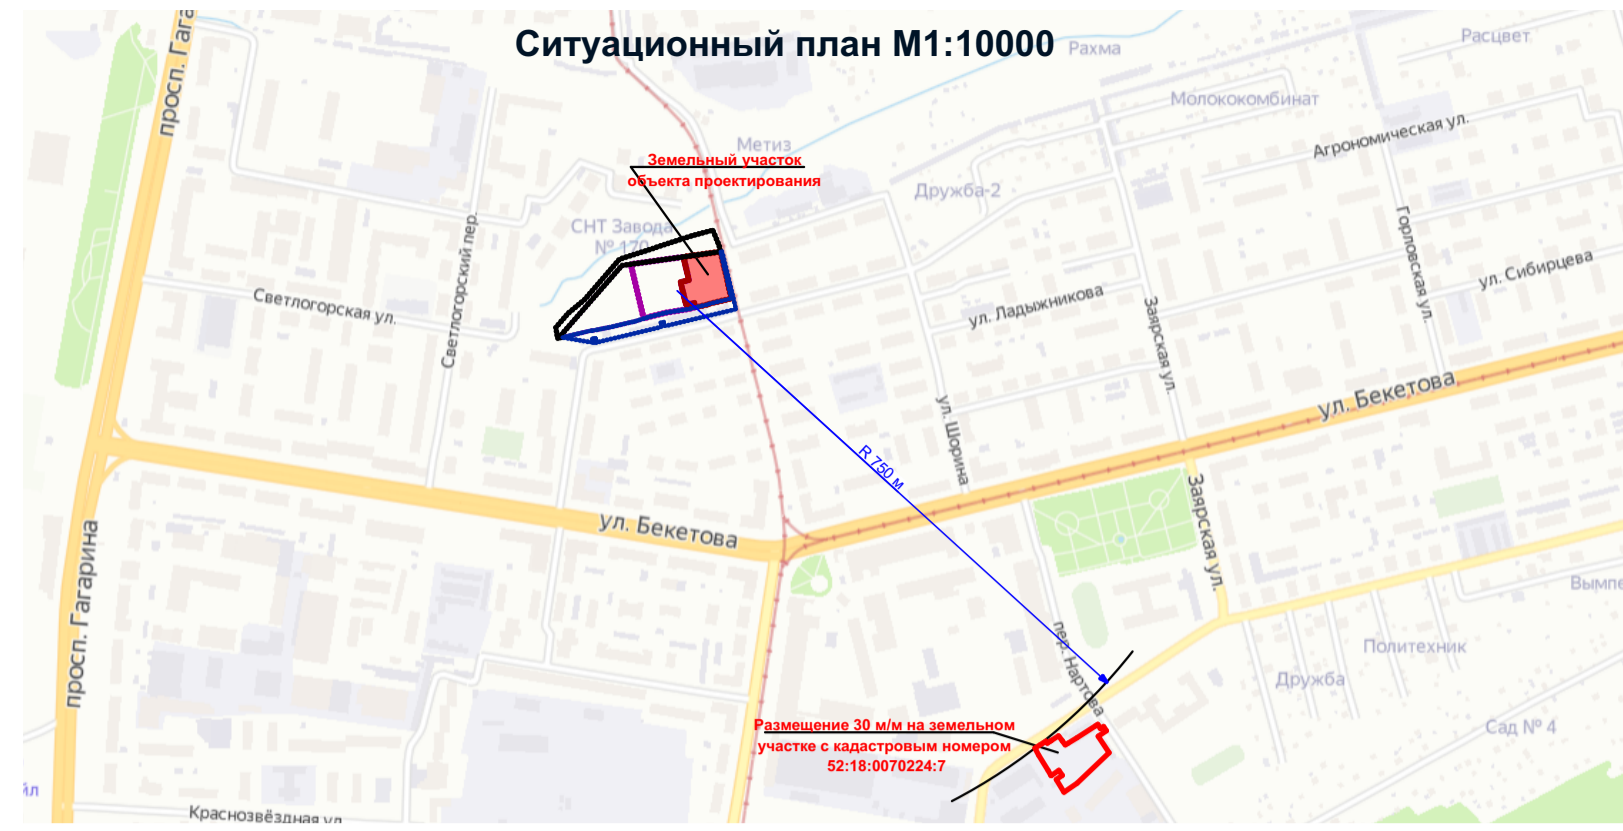 Ситуационный план М1:10000
просп. Гага
Рахма
Расцвет
Молококомбинат
Агрономическая ул.
Метиз
Земельный участок
объекта проектирования
Дружба-2
СНТ Завода
№ 170
Светлогорский пер.
Светлогорская ул.
Горловская ул.
ул. Сибирцева
ул. Ладыжникова
Заярская ул.
ул. Бекетова
ул. Шорина
R 750 м
Заярская ул.
ул. Бекетова
просп. Гагарина
Вымпе
пер. Нартова
Политехник
Дружба
Размещение 30 м/м на земельном
участке с кадастровым номером
52:18:0070224:7
Сад № 4
йл
Краснозвёздная ул